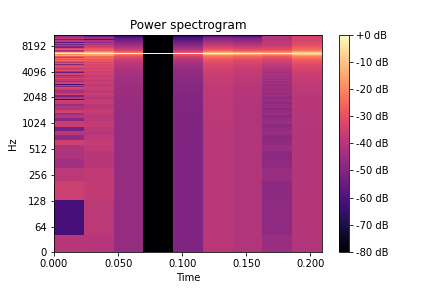 Power spectrogram
8192
4096
2048
1024
512
256
128
64
0
Hz
0.000 0.050 0.100 0.150 0.200
Time
+0 dB
-10 dB
-20 dB
-30 dB
-40 dB
-50 dB
-60 dB
-70 dB
-80 dB